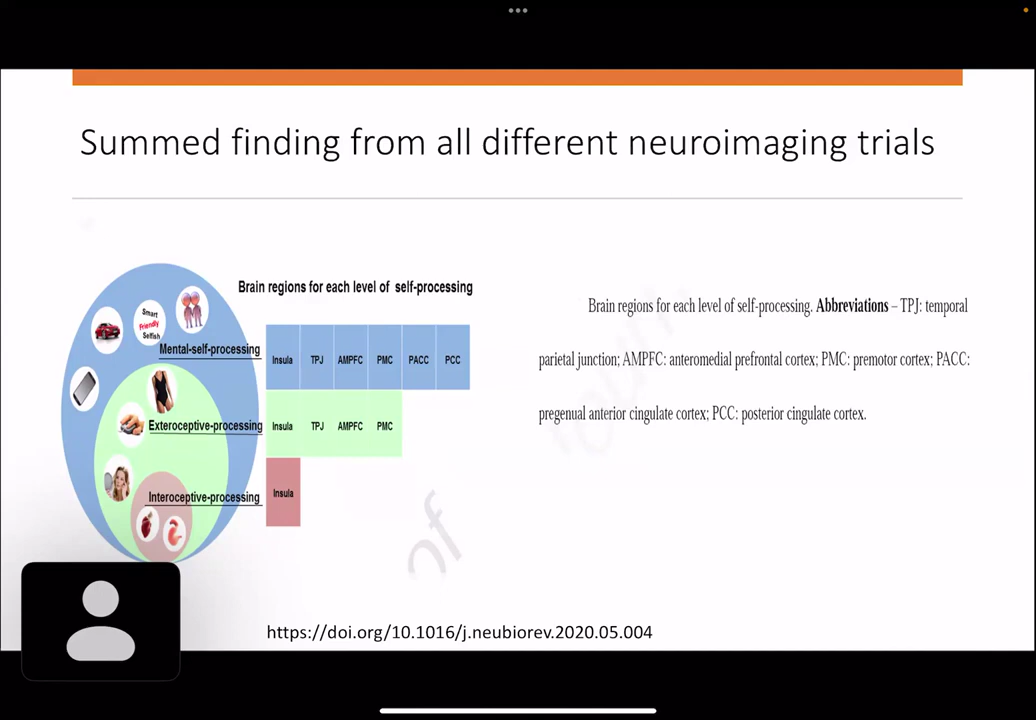 Summed finding from all different neuroimaging trials
Brain regions for each level of self-processing
Smart
Friendly
Selfish
Mental-self-processing
Insula TPJ AMPFC PMC PACC PCC
Exteroceptive-processing
Insula TPJ AMPFC PMC
Interoceptive-processing
Insula
Brain regions for each level of self-processing. Abbreviations – TPJ: temporal
parietal junction; AMPFC: anteromedial prefrontal cortex; PMC: premotor cortex; PACC:
pregenual anterior cingulate cortex; PCC: posterior cingulate cortex.
of
https://doi.org/10.1016/j.neubiorev.2020.05.004